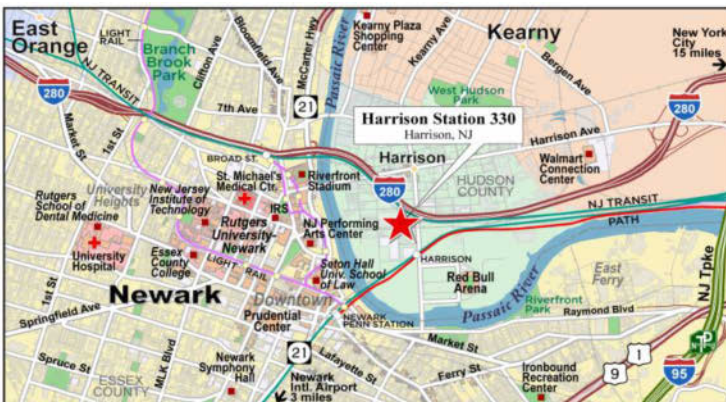 East
Orange
LIGHT
RAIL
Branch
Brook
Park
Clifton Ave
Bloomfield Ave
McCarter Hwy
Passaic River
Kearny Plaza
Shopping
Center
Kearny Ave
Kearny
Bergen Ave
New York
City
15 miles
NJ TRANSIT
280
7th Ave
21
West Hudson
Park
Harrison Station 330
Harrison, NJ
280
Harrison Ave
Market St
1st St
BROAD ST.
Harrison
Walmart
Connection
Center
St. Michael's
Medical Ctr.
Riverfront
Stadium
280
HUDSON
COUNTY
NJ TRANSIT
PATH
Rutgers
School of
Dental Medicine
University
Heights
New Jersey
Institute of
Technology
IRS
Rutgers
University-
Newark
NJ Performing
Arts Center
University
Hospital
Essex
County
College
LIGHT RAIL
Seton Hall
Univ. School
of Law
HARRISON
Red Bull
Arena
Passaic River
East
Ferry
Riverfront
Park
NJ Tpke
1st St
Newark
Downtown
Springfield Ave
Prudential
Center
NEWARK
PENN STATION
Raymond Blvd
Market St
Spruce St
MLK Blvd
21
Lafayette St
Ferry St
1
9
95
ESSEX
COUNTY
Newark
Symphony
Hall
Newark
Intl. Airport
3 miles
Ironbound
Recreation
Center